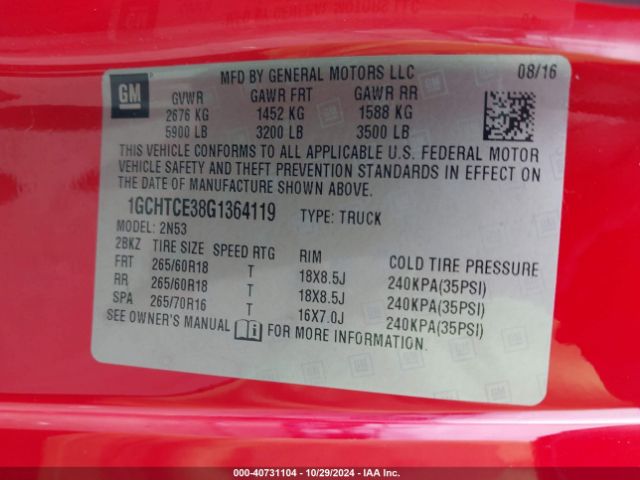 GM
MFD BY GENERAL MOTORS LLC 08/16
GVWR GAWR FRT GAWR RR
2676 KG 1452 KG 1588 KG
5900 LB 3200 LB 3500 LB
THIS VEHICLE CONFORMS TO ALL APPLICABLE U.S. FEDERAL MOTOR
VEHICLE SAFETY AND THEFT PREVENTION STANDARDS IN EFFECT ON
THE DATE OF MANUFACTURE SHOWN ABOVE.
1GCHTCE38G1364119 TYPE: TRUCK
MODEL: 2N53
2BKZ TIRE SIZE SPEED RTG RIM COLD TIRE PRESSURE
FRT 265/60R18 T 18X8.5J 240KPA(35PSI)
RR 265/60R18 T 18X8.5J 240KPA(35PSI)
SPA 265/70R16 T 16X7.0J 240KPA(35PSI)
SEE OWNER'S MANUAL FOR MORE INFORMATION.
000-40731104 - 10/29/2024 - IAA Inc.